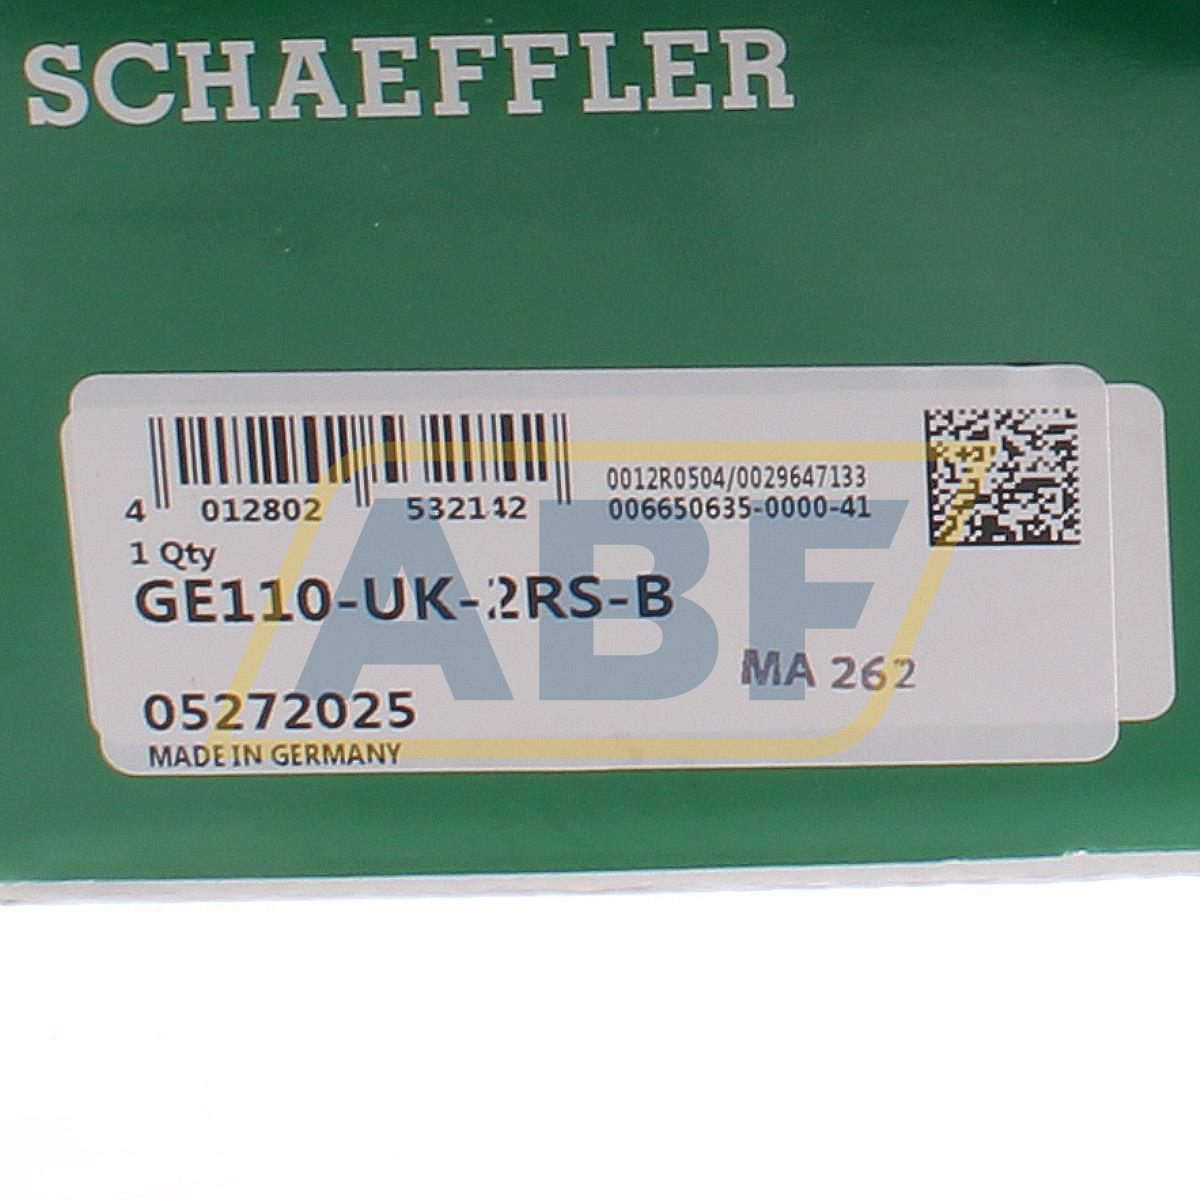 SCHAEFFLER
4 012802 532142
0012R0504/0029647133
006650635-0000-41
1 Qty
GE110-UK-2RS-B
MA 262
05272025
MADE IN GERMANY
ABF